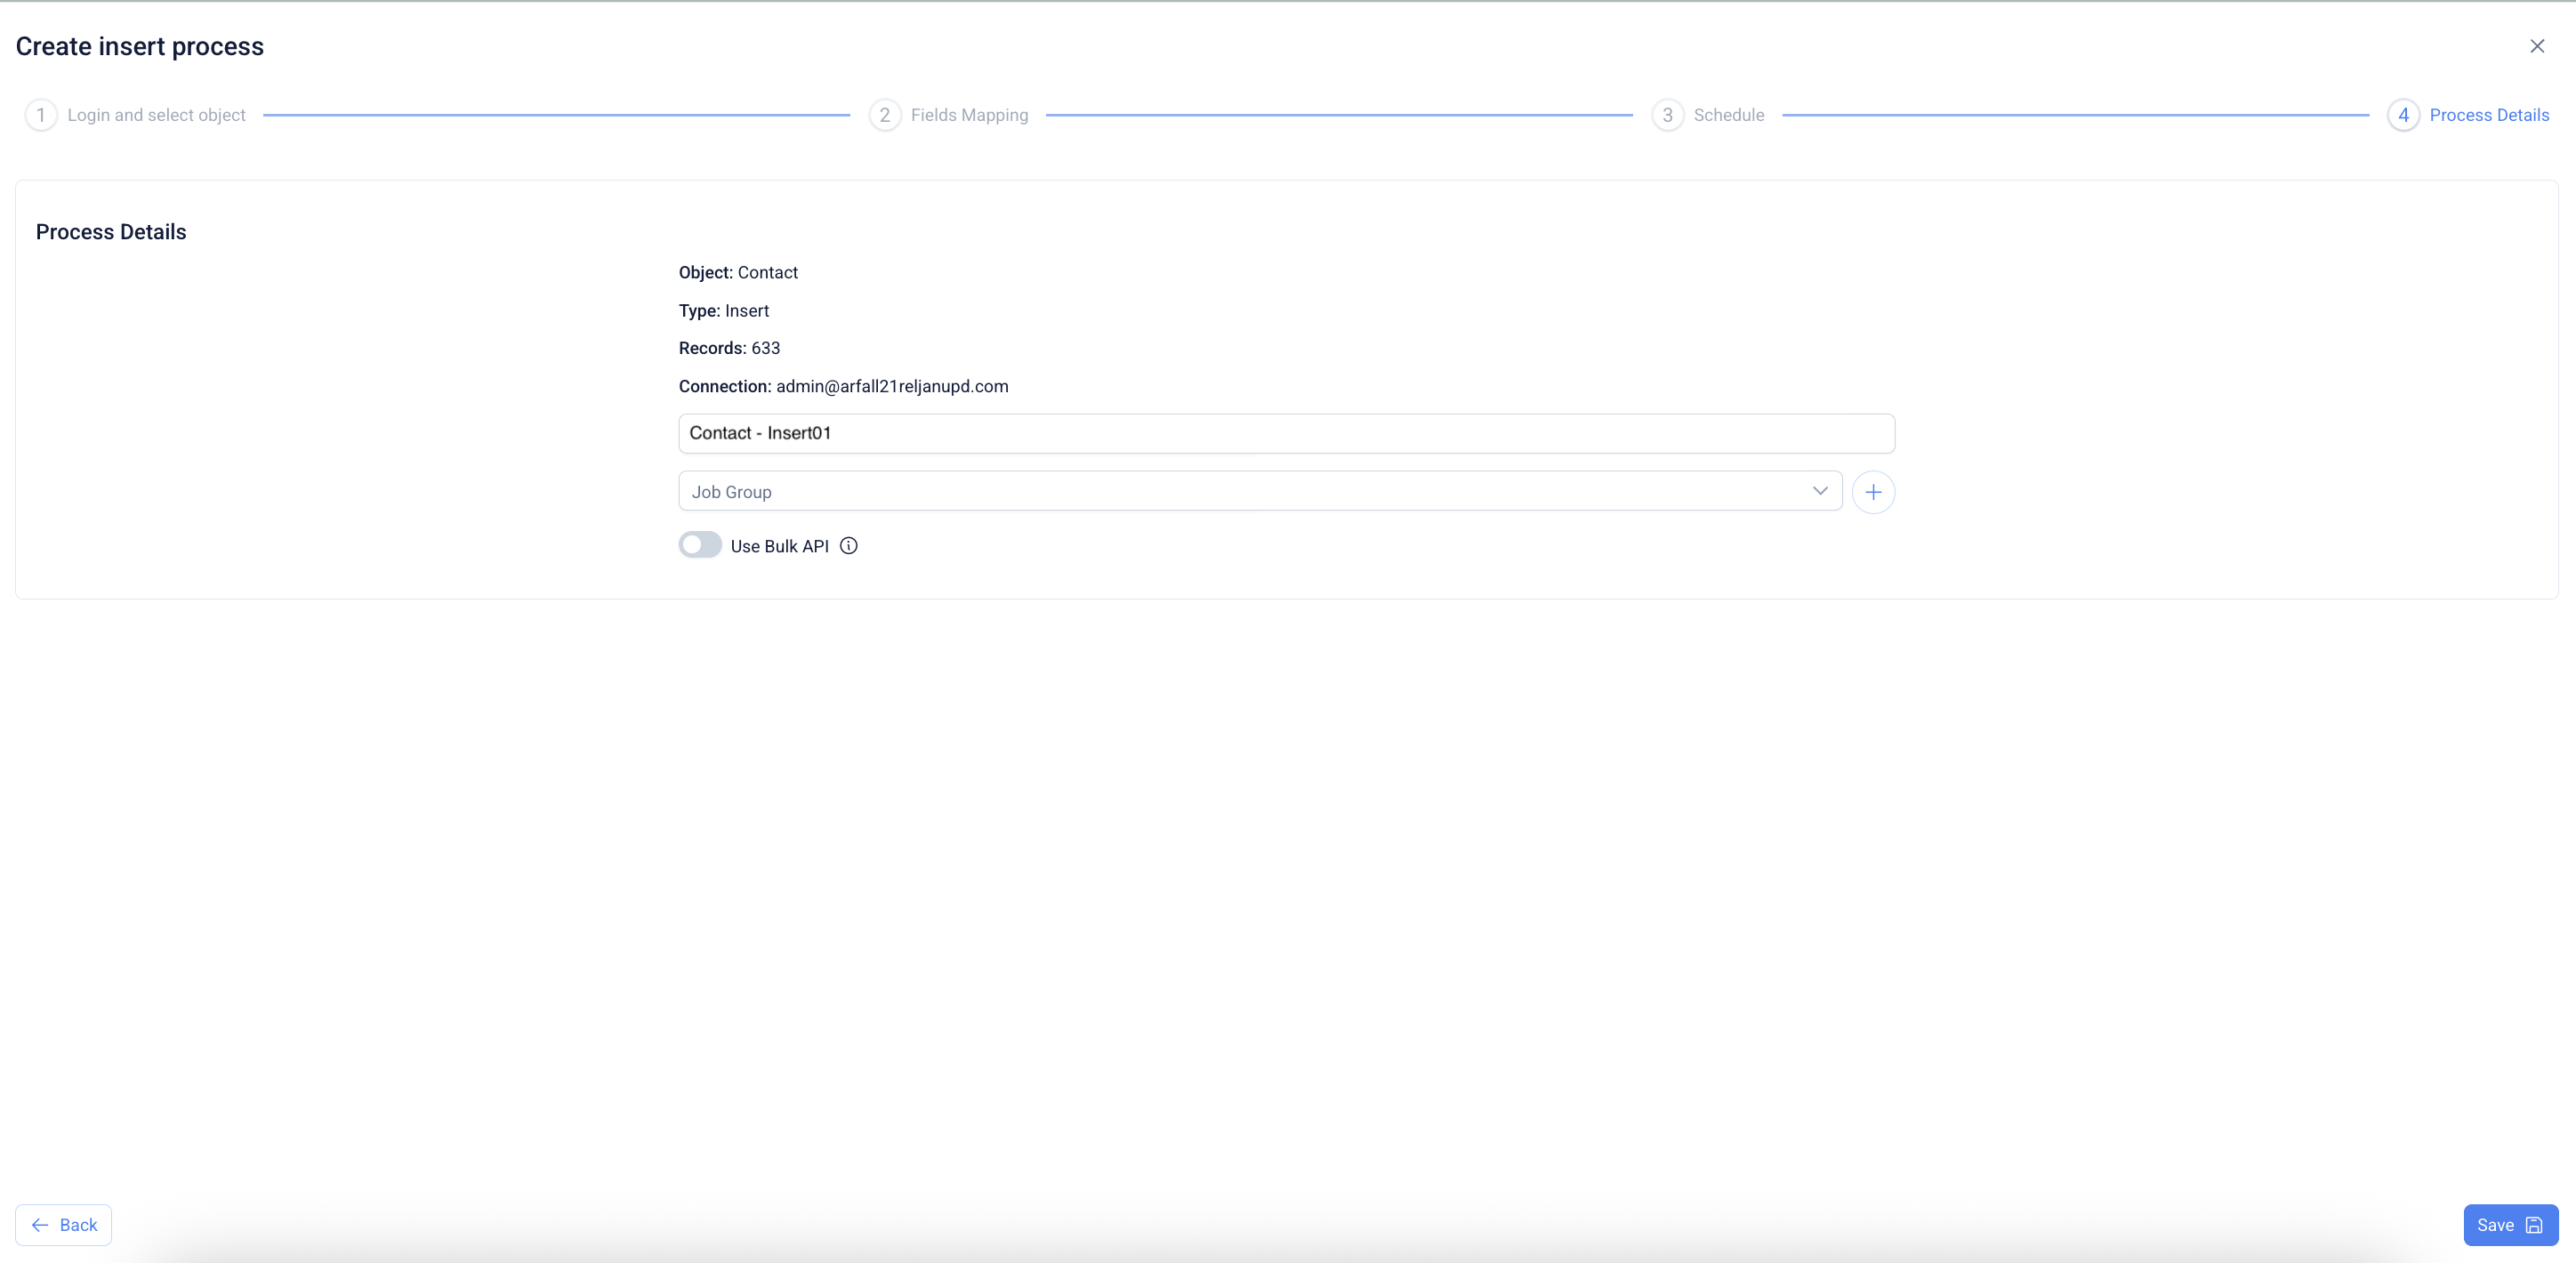 Create insert process
1 Login and select object 2 Fields Mapping 3 Schedule 4 Process Details
Process Details
Object: Contact
Type: Insert
Records: 633
Connection: admin@arfall21reljanupd.com
Contact - Insert01
Job Group
Use Bulk API
Back Save